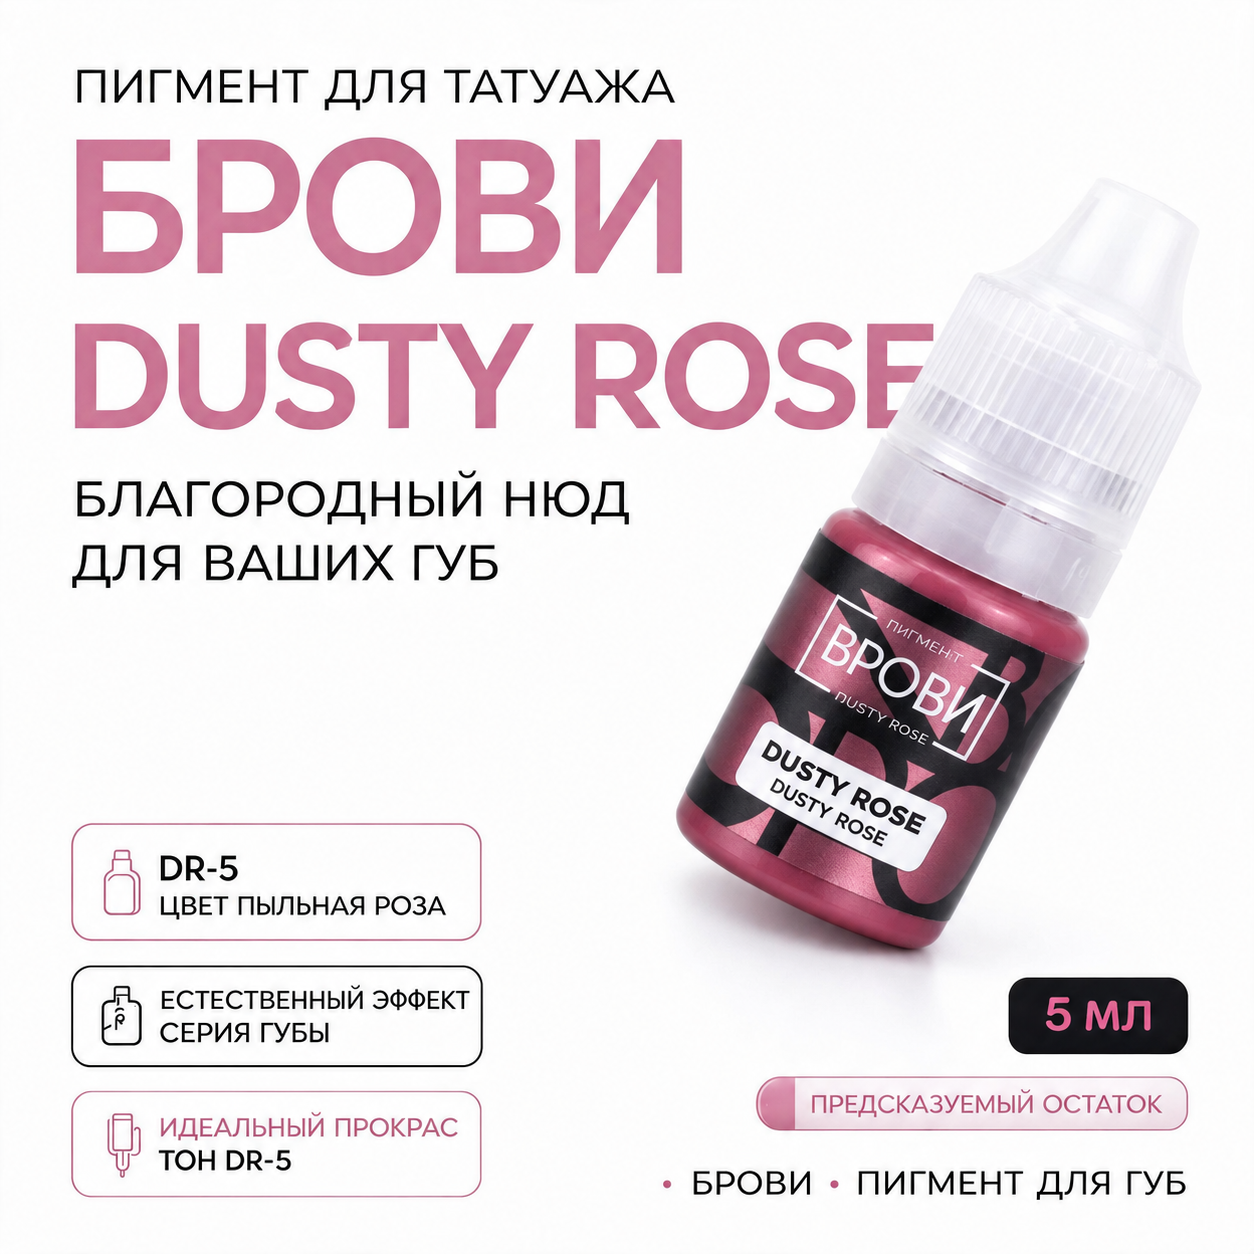 ПИГМЕНТ ДЛЯ ТАТУАЖА
БРОВИ
DUSTY ROSE
БЛАГОРОДНЫЙ НЮД
ДЛЯ ВАШИХ ГУБ
ПИГМЕНТ
ВРОВИ
DUSTY ROSE
DUSTY ROSE
DUSTY ROSE
DR-5
ЦВЕТ ПЫЛЬНАЯ РОЗА
ЕСТЕСТВЕННЫЙ ЭФФЕКТ
СЕРИЯ ГУБЫ
ИДЕАЛЬНЫЙ ПРОКРАС
ТОН DR-5
5 МЛ
ПРЕДСКАЗУЕМЫЙ ОСТАТОК
• БРОВИ • ПИГМЕНТ ДЛЯ ГУБ